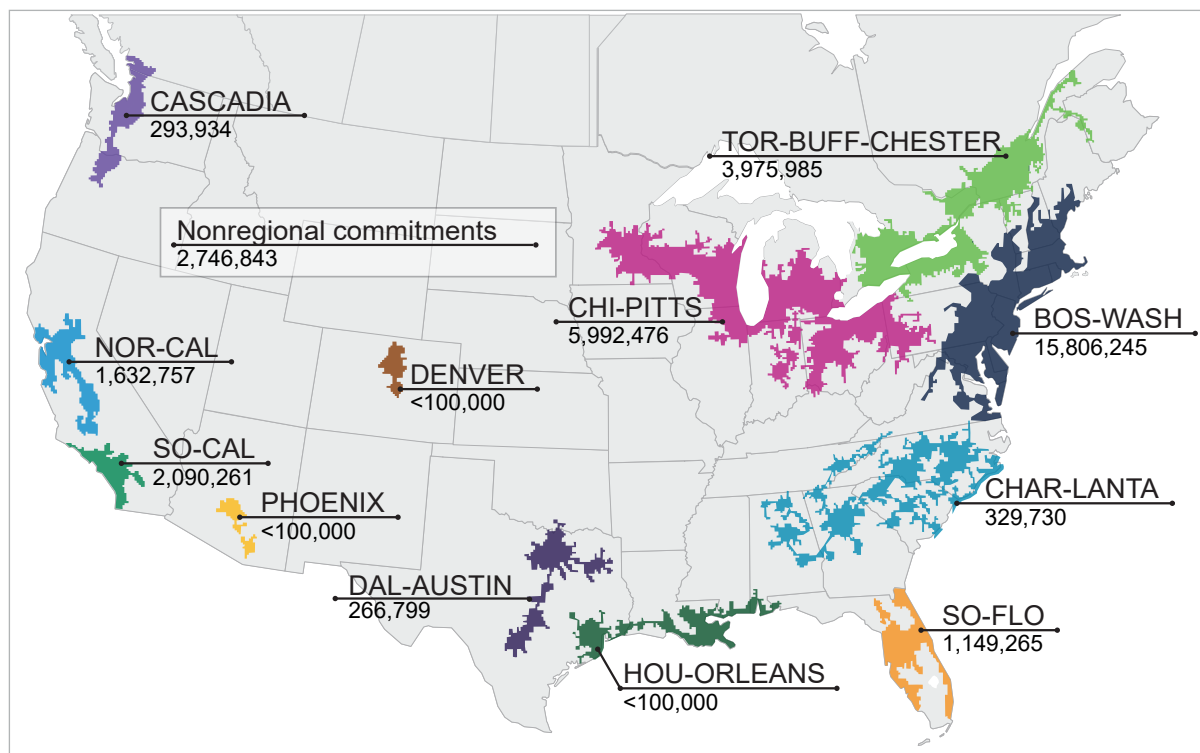 CASCADIA
293,934
TOR-BUFF-CHESTER
3,975,985
Nonregional commitments
2,746,843
CHI-PITTS
5,992,476
BOS-WASH
15,806,245
NOR-CAL
1,632,757
DENVER
<100,000
SO-CAL
2,090,261
PHOENIX
<100,000
CHAR-LANTA
329,730
DAL-AUSTIN
266,799
SO-FLO
1,149,265
HOU-ORLEANS
<100,000